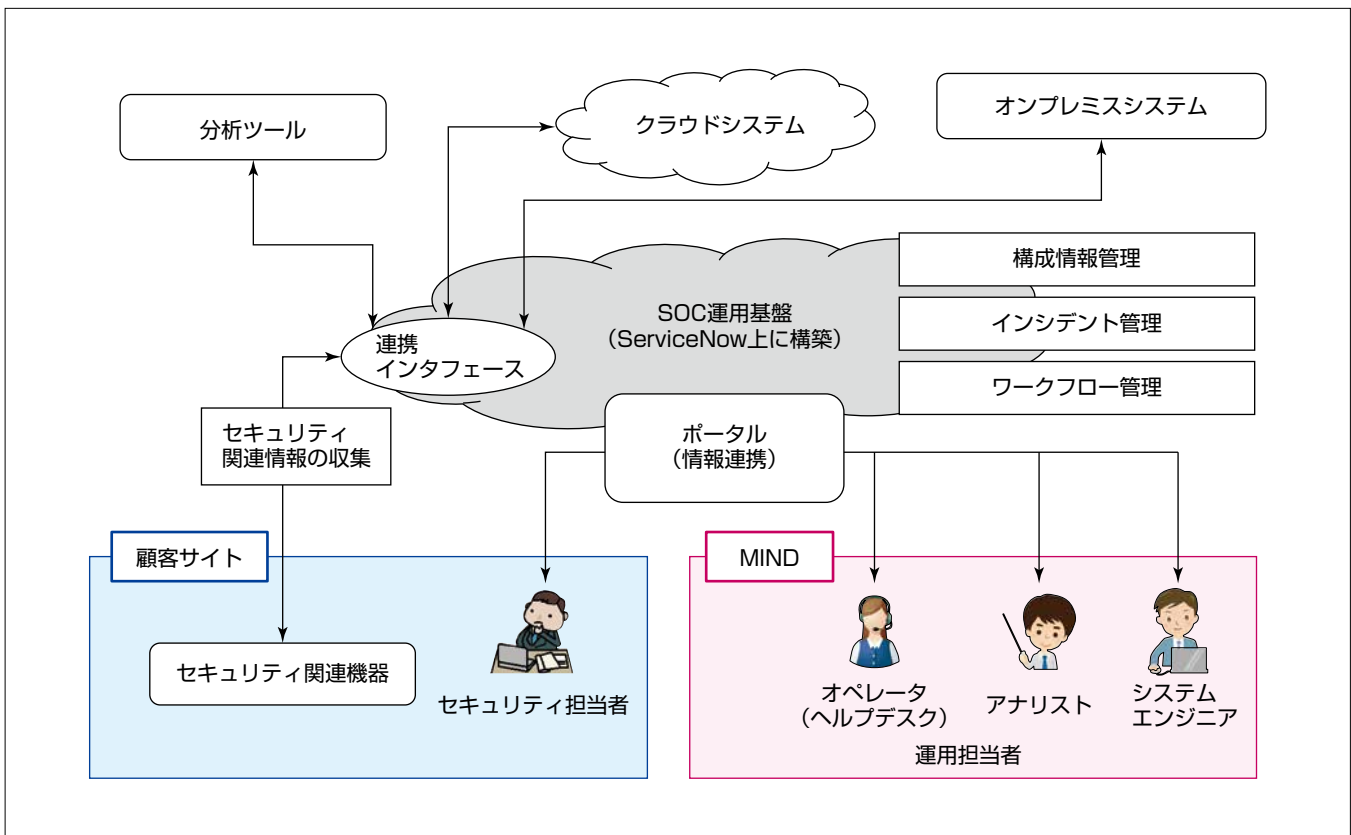 分析ツール
クラウドシステム
オンプレミスシステム
構成情報管理
SOC運用基盤
（ServiceNow上に構築）
インシデント管理
連携
インタフェース
ワークフロー管理
セキュリティ
関連情報の収集
ポータル
（情報連携）
顧客サイト
MIND
セキュリティ関連機器
セキュリティ担当者
オペレータ
（ヘルプデスク）
アナリスト
システム
エンジニア
運用担当者